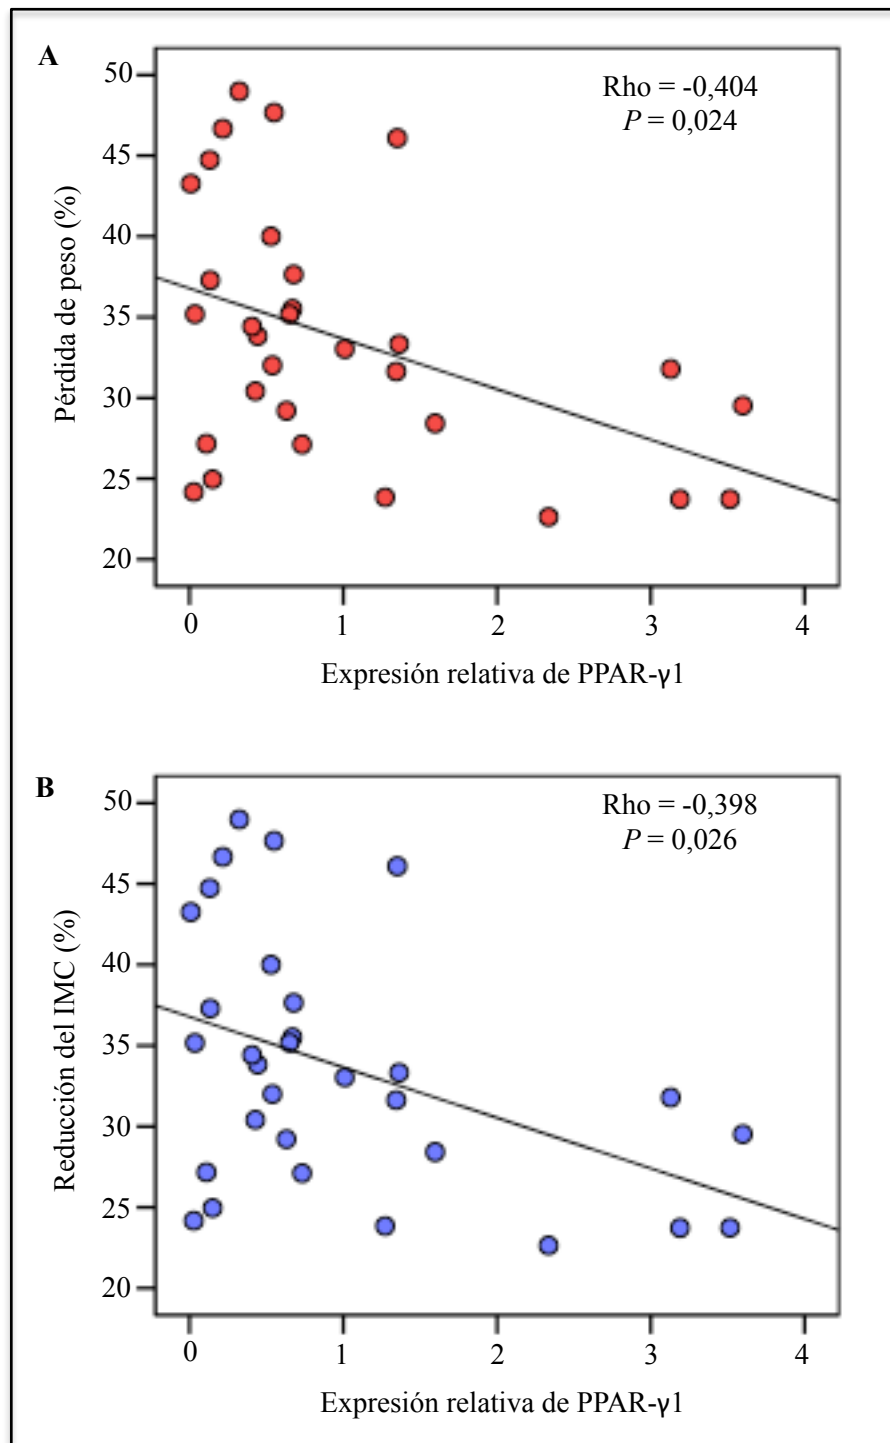 A
Rho = -0,404
P = 0,024
Pérdida de peso (%)
50
45
40
35
30
25
20
0 1 2 3 4
Expresión relativa de PPAR-γ1
B
Rho = -0,398
P = 0,026
Reducción del IMC (%)
50
45
40
35
30
25
20
0 1 2 3 4
Expresión relativa de PPAR-γ1